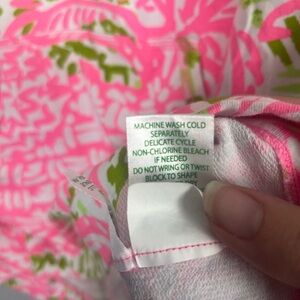 MACHINE WASH COLD
SEPARATELY
DELICATE CYCLE
NON-CHLORINE BLEACH
IF NEEDED
DO NOT WRING OR TWIST
BLOCK TO SHAPE